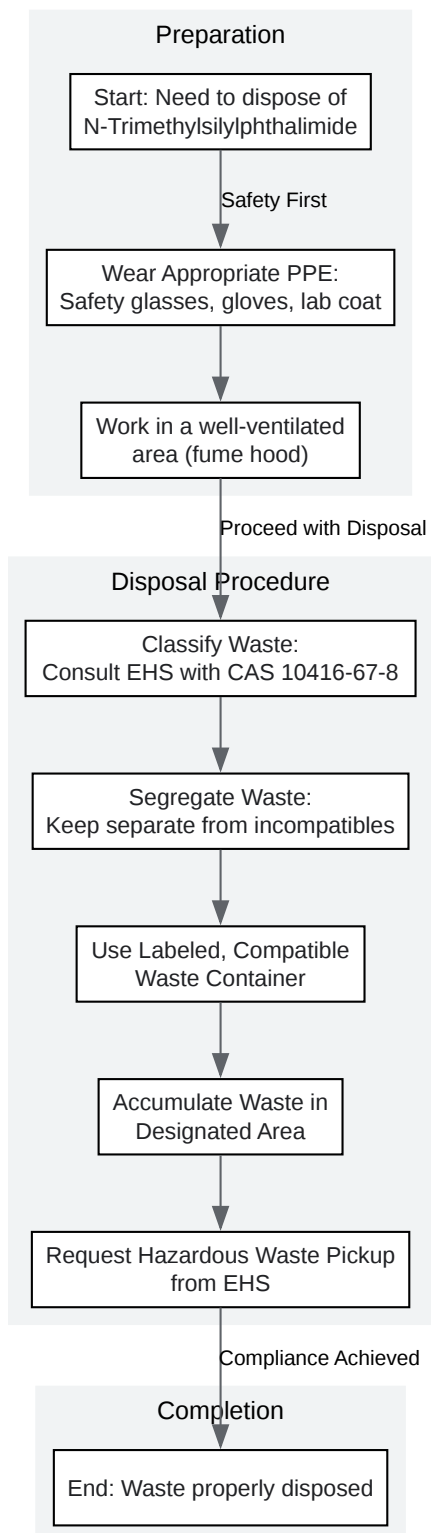 Preparation
Start: Need to dispose of
N-Trimethylsilylphthalimide
Safety First
Wear Appropriate PPE:
Safety glasses, gloves, lab coat
Work in a well-ventilated
area (fume hood)
Proceed with Disposal
Disposal Procedure
Classify Waste:
Consult EHS with CAS 10416-67-8
Segregate Waste:
Keep separate from incompatibles
Use Labeled, Compatible
Waste Container
Accumulate Waste in
Designated Area
Request Hazardous Waste Pickup
from EHS
Compliance Achieved
Completion
End: Waste properly disposed